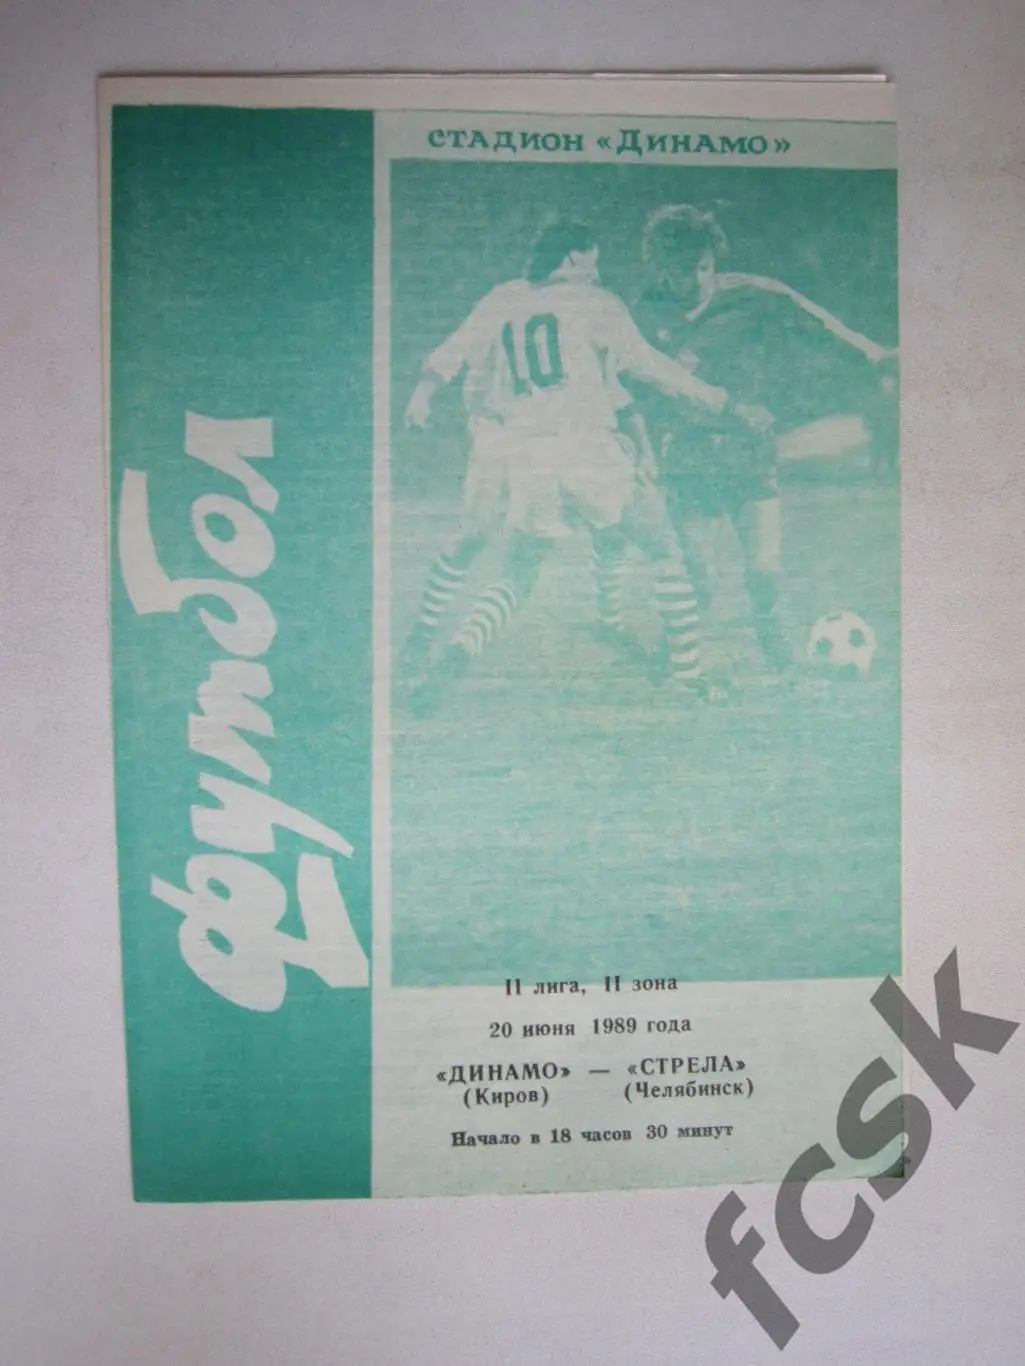 СТАДИОН «ДИНАМО»
футбол
10
II лига, II зона
20 июня 1989 года
«ДИНАМО» — «СТРЕЛА»
(Киров) (Челябинск)
Начало в 18 часов 30 минут
fcsk